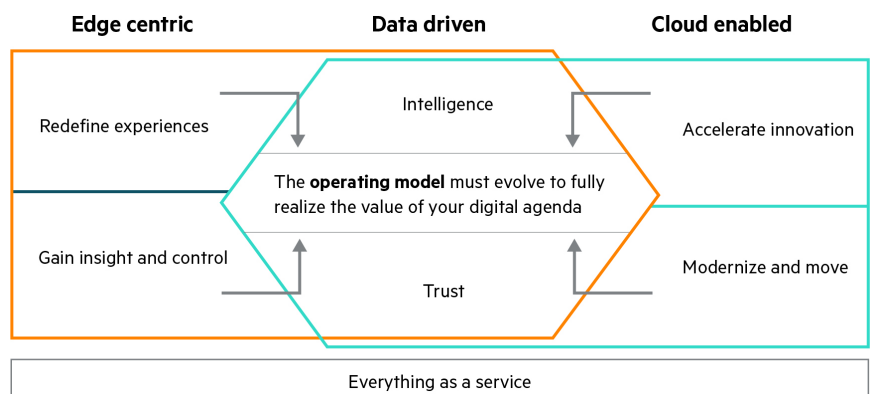 Edge centric
Data driven
Cloud enabled
Redefine experiences
Intelligence
Accelerate innovation
The operating model must evolve to fully
realize the value of your digital agenda
Gain insight and control
Trust
Modernize and move
Everything as a service